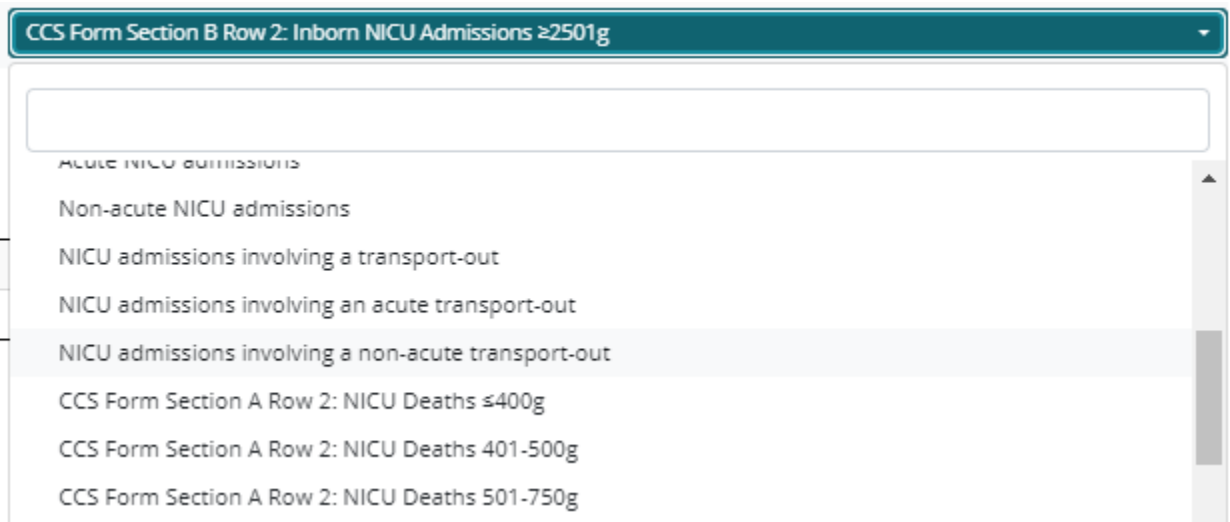 CCS Form Section B Row 2: Inborn NICU Admissions ≥2501g
Acute NICU admissions
Non-acute NICU admissions
NICU admissions involving a transport-out
NICU admissions involving an acute transport-out
NICU admissions involving a non-acute transport-out
CCS Form Section A Row 2: NICU Deaths ≤400g
CCS Form Section A Row 2: NICU Deaths 401-500g
CCS Form Section A Row 2: NICU Deaths 501-750g